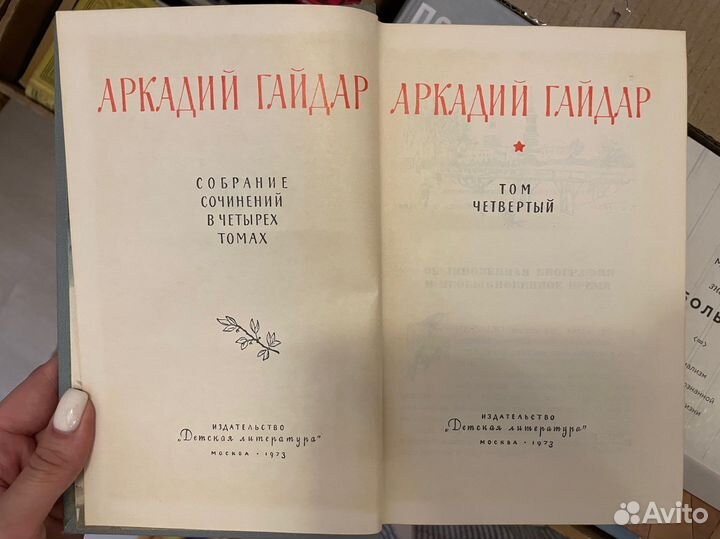 АРКАДИЙ ГАЙДАР
СОБРАНИЕ
СОЧИНЕНИЙ
В ЧЕТЫРЕХ
ТОМАХ
ИЗДАТЕЛЬСТВО
„Детская литература"
МОСКВА · 1973
АРКАДИЙ ГАЙДАР
ТОМ
ЧЕТВЕРТЫЙ
ИЗДАТЕЛЬСТВО
„Детская литература"
МОСКВА · 1973
Avito